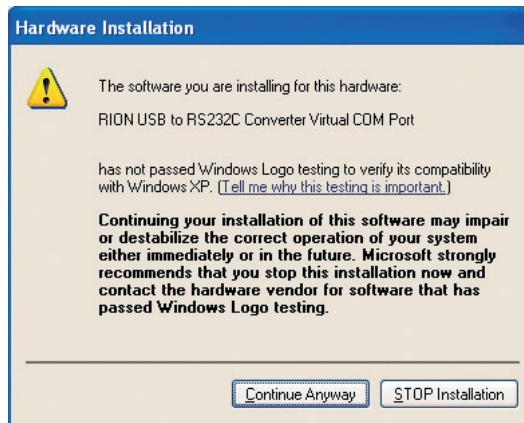 Hardware Installation
The software you are installing for this hardware:
RION USB to RS232C Converter Virtual COM Port
has not passed Windows Logo testing to verify its compatibility
with Windows XP. (Tell me why this testing is important.)
Continuing your installation of this software may impair
or destabilize the correct operation of your system
either immediately or in the future. Microsoft strongly
recommends that you stop this installation now and
contact the hardware vendor for software that has
passed Windows Logo testing.
Continue Anyway STOP Installation